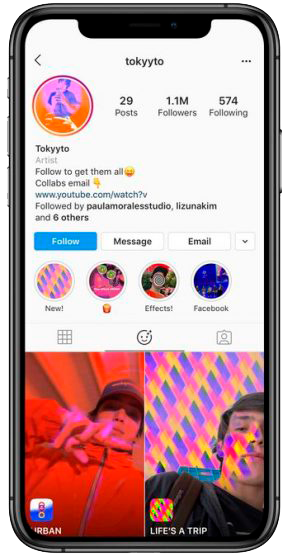 tokyyto
29 1.1M 574
Posts Followers Following
Tokyyto
Artist
Follow to get them all😛
Collabs email 👇
www.youtube.com/watch?v
Followed by paulamoralesstudio, lizunakim
and 6 others
Follow Message Email
New! Effects! Facebook
URBAN LIFE'S A TRIP